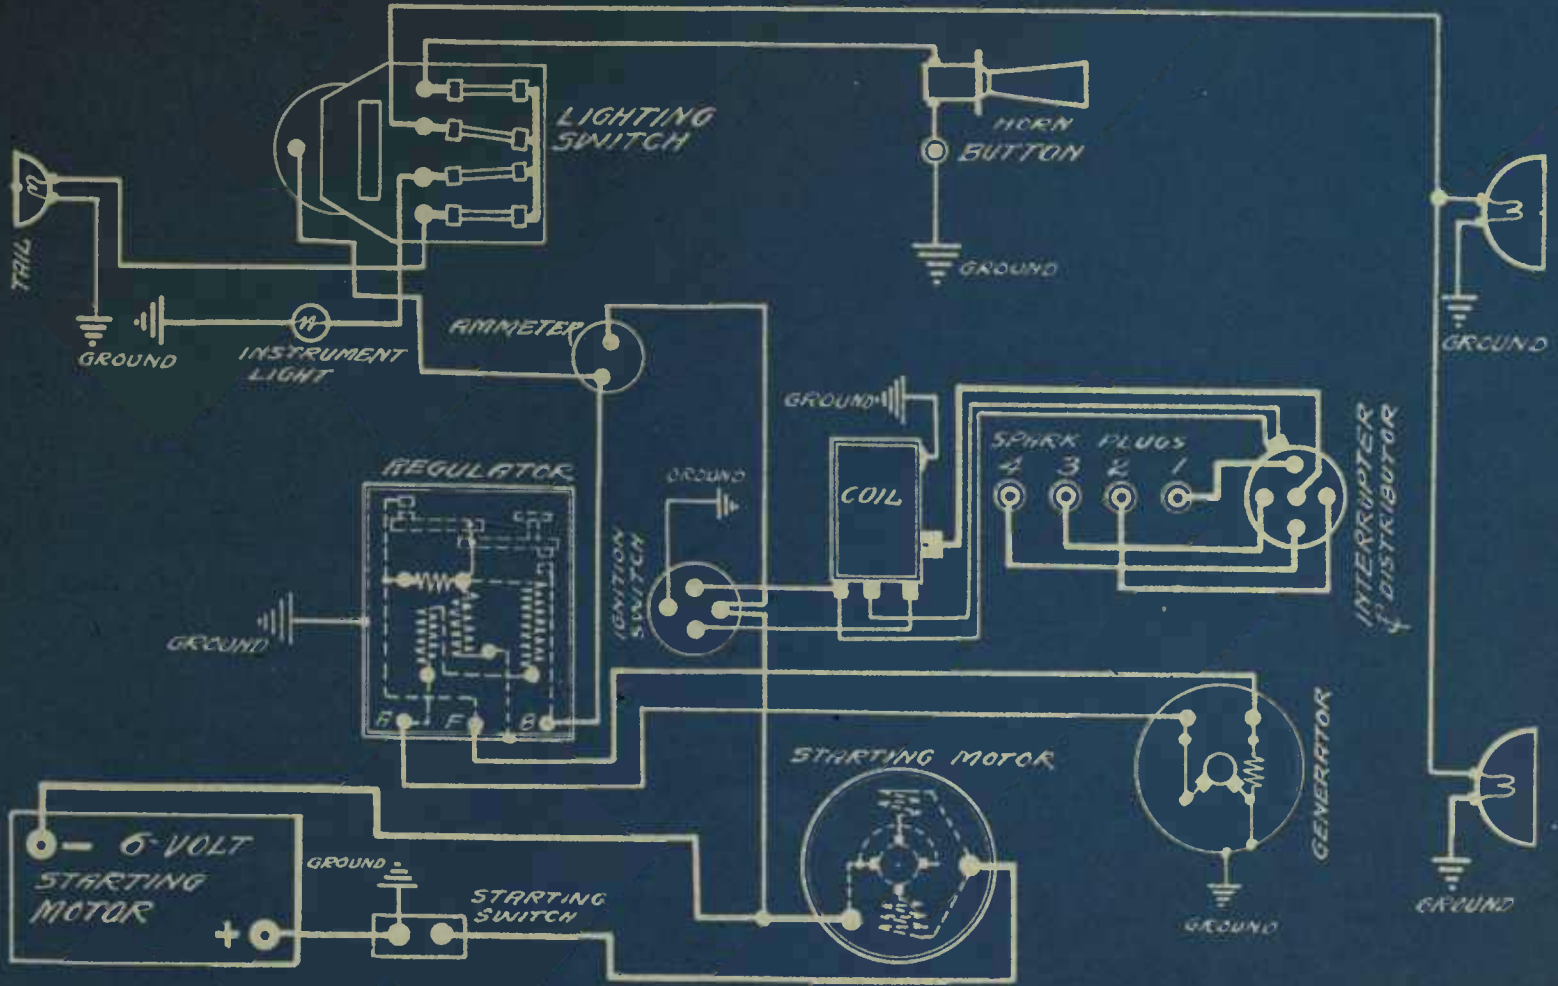 LIGHTING
SWITCH
HORN
BUTTON
GROUND
TAIL
GROUND
INSTRUMENT
LIGHT
AMMETER
GROUND
GROUND
SPARK PLUGS
4 3 2 1
COIL
INTERRUPTER
& DISTRIBUTOR
REGULATOR
GROUND
IGNITION
SWITCH
GROUND
A F B
STARTING MOTOR
GENERATOR
GROUND
GROUND
- 6-VOLT
STARTING
MOTOR
+
GROUND
STARTING
SWITCH